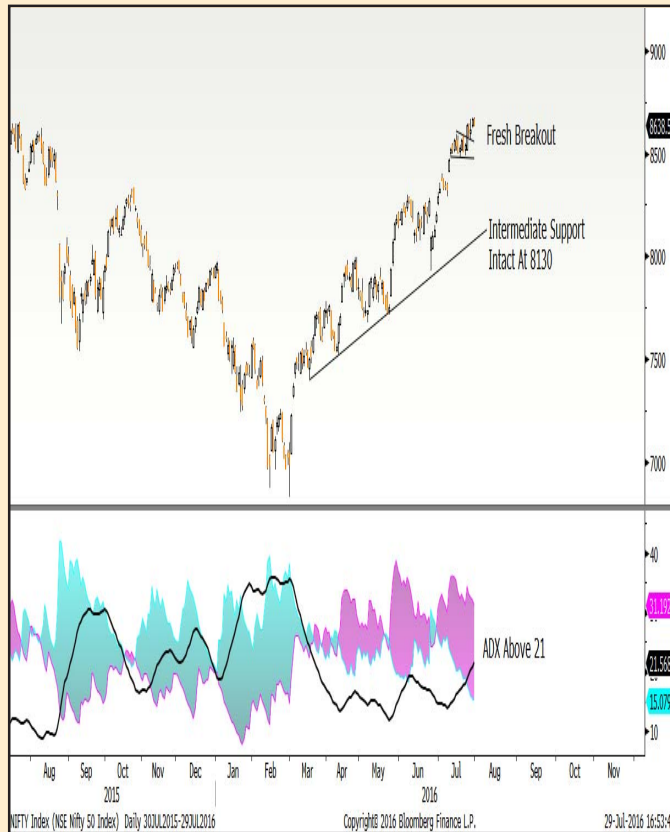 9000
8638.5
8500
Fresh Breakout
Intermediate Support
Intact At 8130
8000
7500
7000
40
31.192
ADX Above 21
21.568
15.079
10
Aug Sep Oct Nov Dec Jan Feb Mar Apr May Jun Jul Aug Sep Oct Nov
2015 2016
NIFTY Index (NSE Nifty 50 Index) Daily 30JUL2015-29JUL2016 Copyright© 2016 Bloomberg Finance L.P. 29-Jul-2016